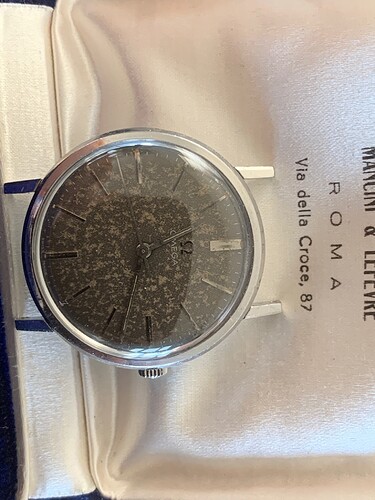 Ω
OMEGA
MANCINI & LEFEVRE
ROMA
Via della Croce, 87